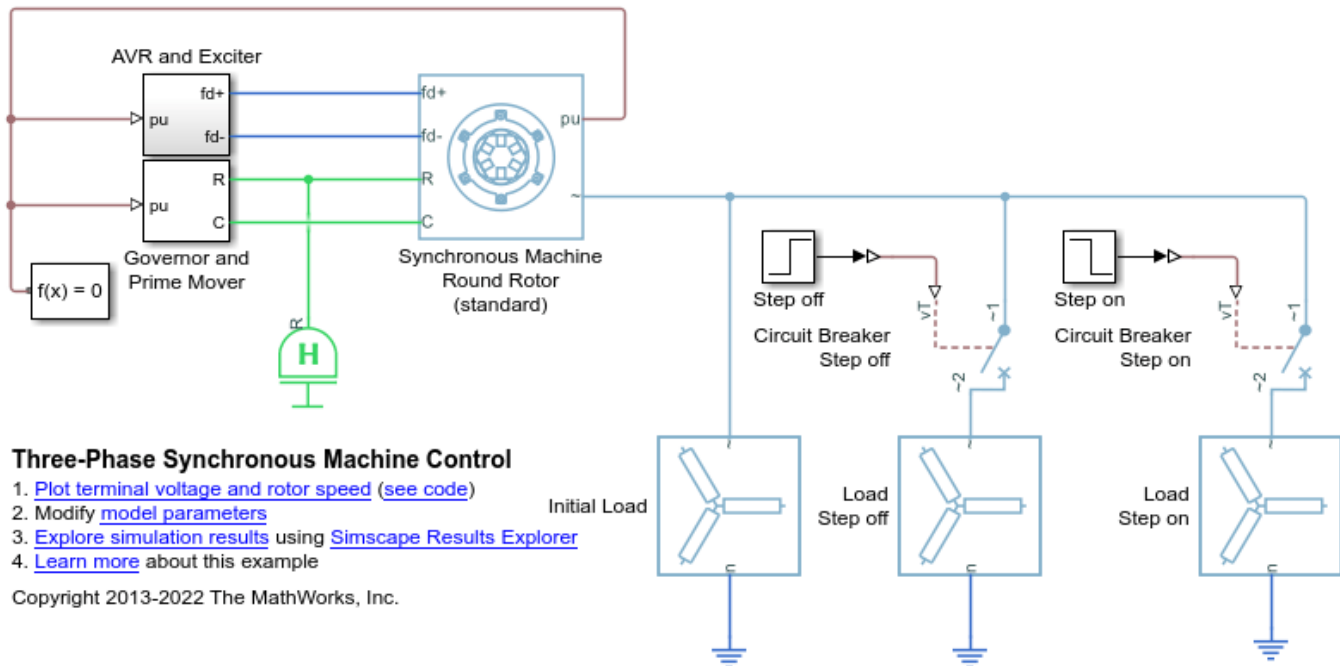 AVR and Exciter
pu
fd+
fd-
pu
R
C
Governor and
Prime Mover
f(x) = 0
fd+
fd-
R
C
pu
~
Synchronous Machine
Round Rotor
(standard)
R
H
Step off
vT
~1
Circuit Breaker
Step off
~2
Step on
vT
~1
Circuit Breaker
Step on
~2
~
Initial Load
n
~
Load
Step off
n
~
Load
Step on
n
Three-Phase Synchronous Machine Control
1. Plot terminal voltage and rotor speed (see code)
2. Modify model parameters
3. Explore simulation results using Simscape Results Explorer
4. Learn more about this example
Copyright 2013-2022 The MathWorks, Inc.